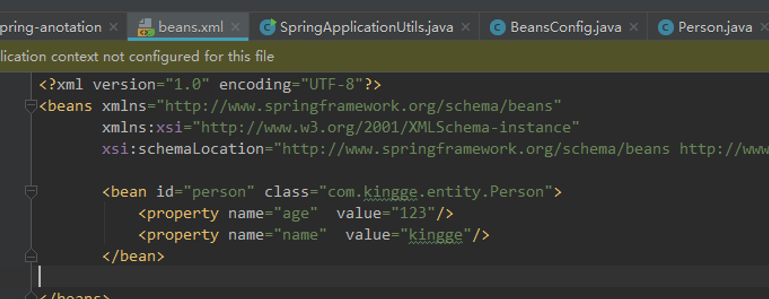 pring-anotation beans.xml SpringApplicationUtils.java BeansConfig.java Person.java
lication context not configured for this file
<?xml version="1.0" encoding="UTF-8"?>
<beans xmlns="http://www.springframework.org/schema/beans"
xmlns:xsi="http://www.w3.org/2001/XMLSchema-instance"
xsi:schemaLocation="http://www.springframework.org/schema/beans http://www
<bean id="person" class="com.kingge.entity.Person">
<property name="age" value="123"/>
<property name="name" value="kingge"/>
</bean>
</beans>